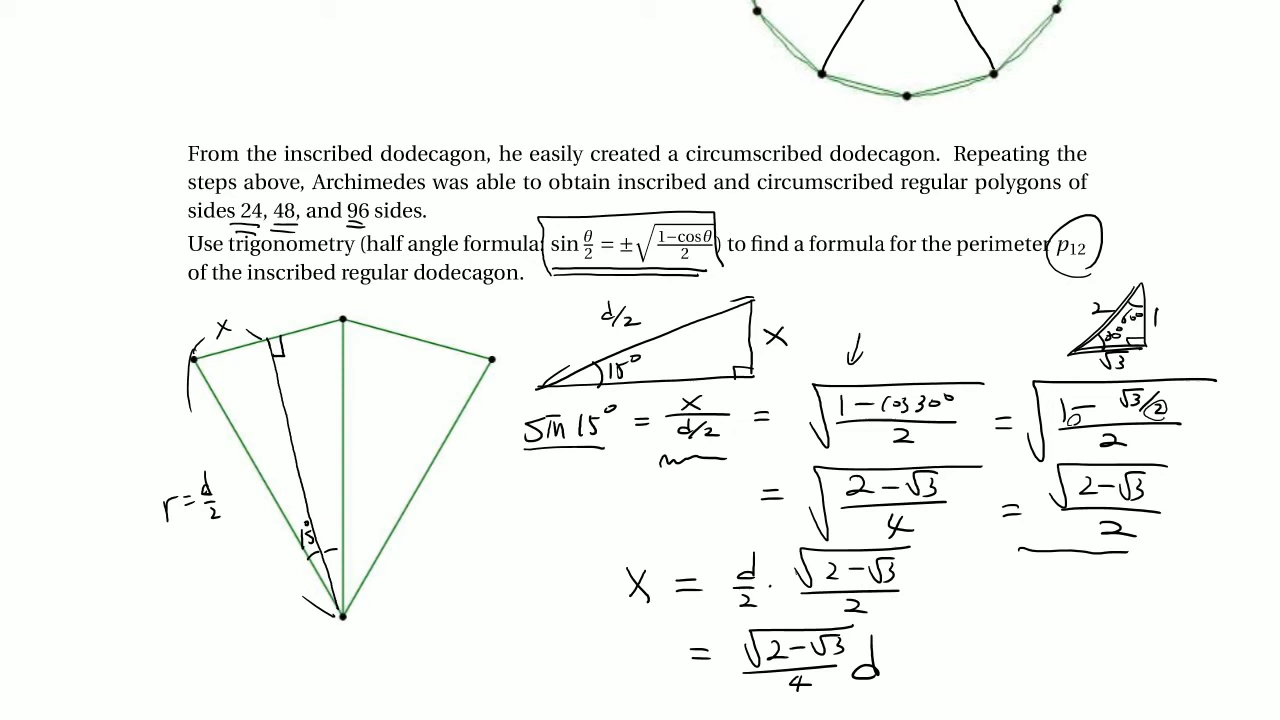 From the inscribed dodecagon, he easily created a circumscribed dodecagon. Repeating the
steps above, Archimedes was able to obtain inscribed and circumscribed regular polygons of
sides 24, 48, and 96 sides.
Use trigonometry (half angle formula: sin θ/2 = ±√((1−cosθ)/2)) to find a formula for the perimeter p₁₂
of the inscribed regular dodecagon.
x
r = d/2
15°
d/2
15°
x
2
60°
1
30°
√3
sin 15° = x/(d/2) = √((1 − cos 30°)/2) = √((1 − √3/2)/2)
= √((2 − √3)/4) = √(2 − √3)/2
x = d/2 · √(2 − √3)/2
= √(2 − √3)/4 d